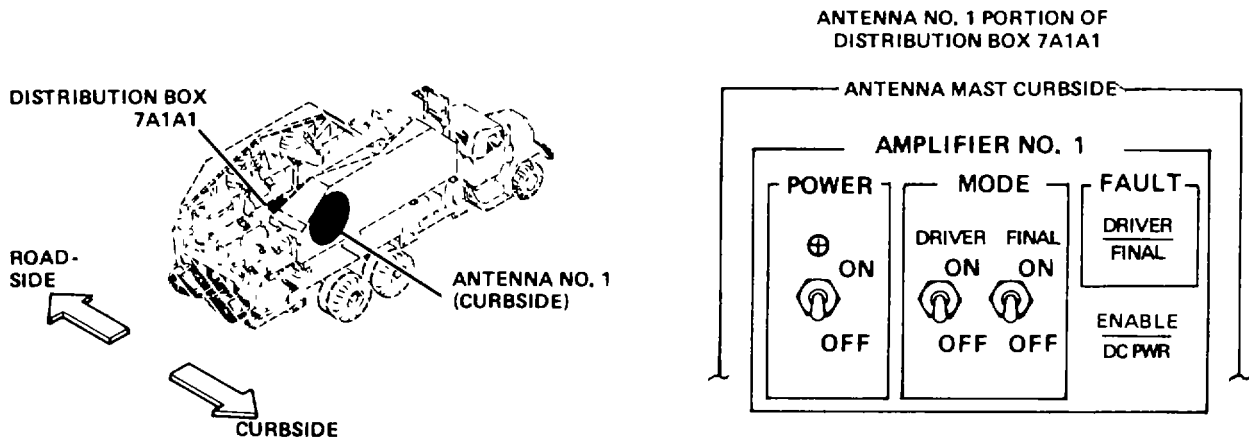 DISTRIBUTION BOX
7A1A1
ROAD-
SIDE
ANTENNA NO. 1
(CURBSIDE)
CURBSIDE
ANTENNA NO. 1 PORTION OF
DISTRIBUTION BOX 7A1A1
ANTENNA MAST CURBSIDE
AMPLIFIER NO. 1
POWER
ON
OFF
MODE
DRIVER FINAL
ON ON
OFF OFF
FAULT
DRIVER
FINAL
ENABLE
DC PWR